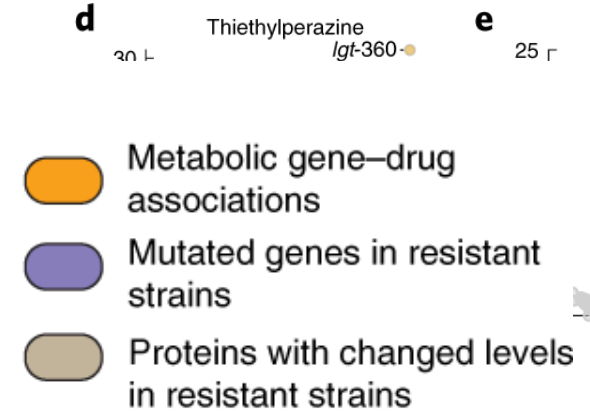 d
Thiethylperazine
e
lgt-360
30
25
Metabolic gene–drug
associations
Mutated genes in resistant
strains
Proteins with changed levels
in resistant strains